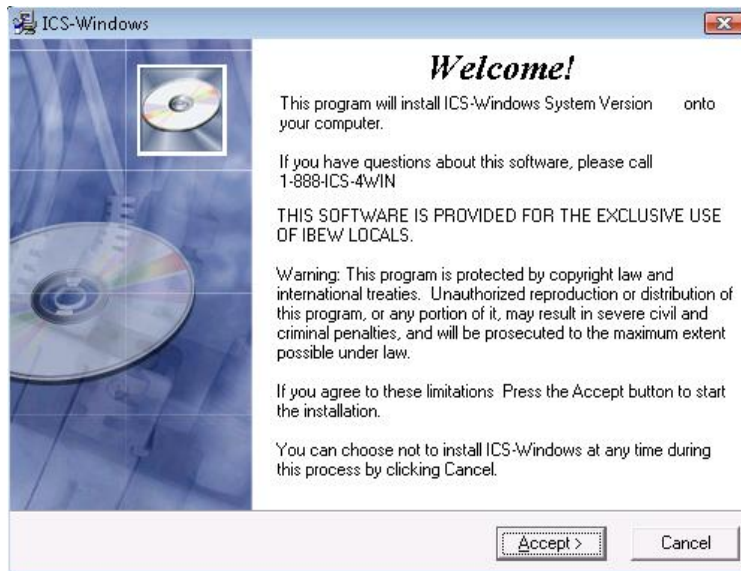 ICS-Windows
Welcome!
This program will install ICS-Windows System Version onto
your computer.
If you have questions about this software, please call
1-888-ICS-4WIN
THIS SOFTWARE IS PROVIDED FOR THE EXCLUSIVE USE
OF IBEW LOCALS.
Warning: This program is protected by copyright law and
international treaties. Unauthorized reproduction or distribution of
this program, or any portion of it, may result in severe civil and
criminal penalties, and will be prosecuted to the maximum extent
possible under law.
If you agree to these limitations Press the Accept button to start
the installation.
You can choose not to install ICS-Windows at any time during
this process by clicking Cancel.
Accept >
Cancel